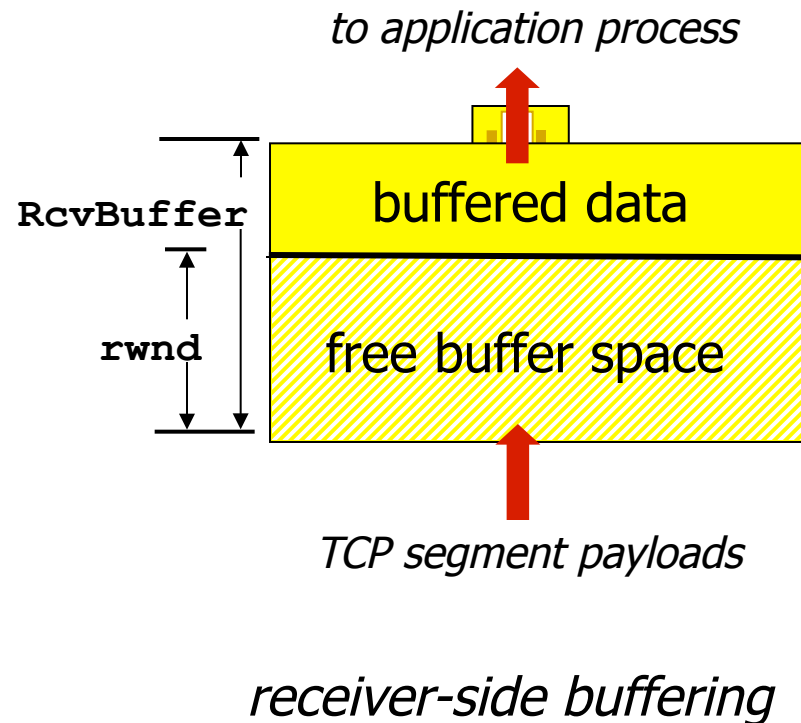 to application process
buffered data
RcvBuffer
rwnd
free buffer space
TCP segment payloads
receiver-side buffering